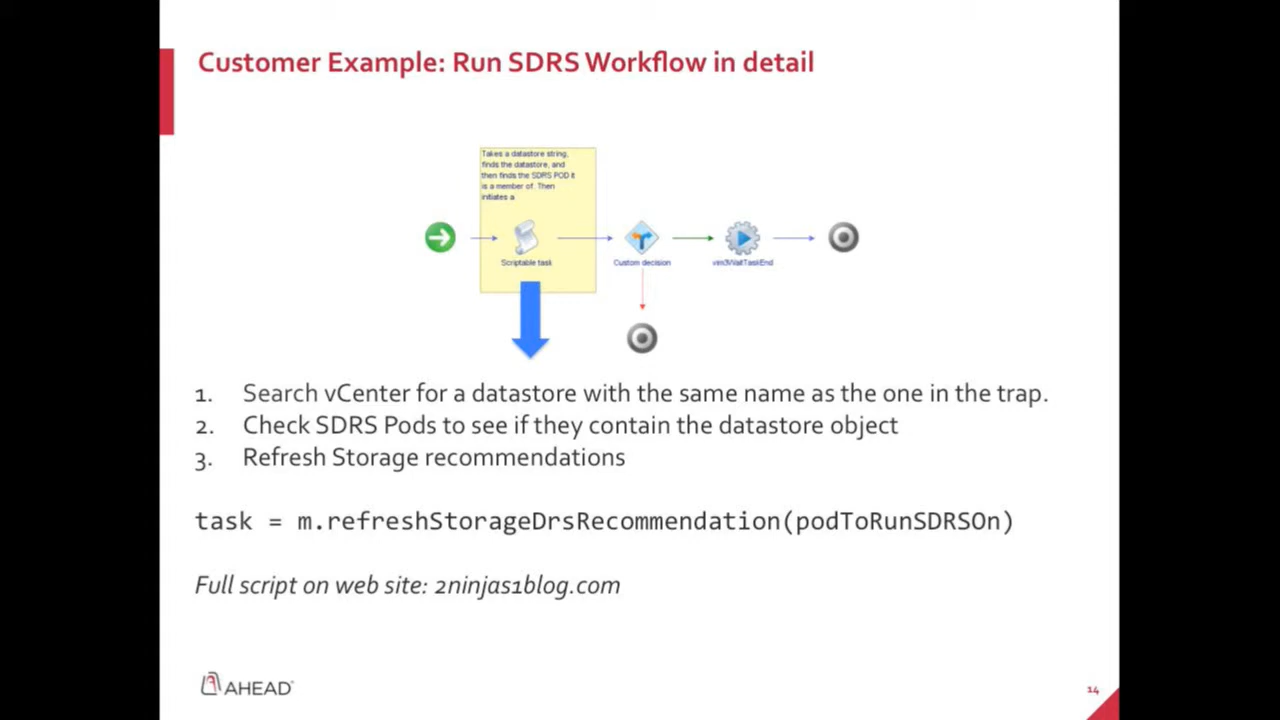 Customer Example: Run SDRS Workflow in detail
Takes a datastore string,
finds the datastore, and
then finds the SDRS POD it
is a member of. Then
initiates a
Scriptable task
Custom decision
vim3WaitTaskEnd
1. Search vCenter for a datastore with the same name as the one in the trap.
2. Check SDRS Pods to see if they contain the datastore object
3. Refresh Storage recommendations
task = m.refreshStorageDrsRecommendation(podToRunSDRSOn)
Full script on web site: 2ninjas1blog.com
AHEAD
14